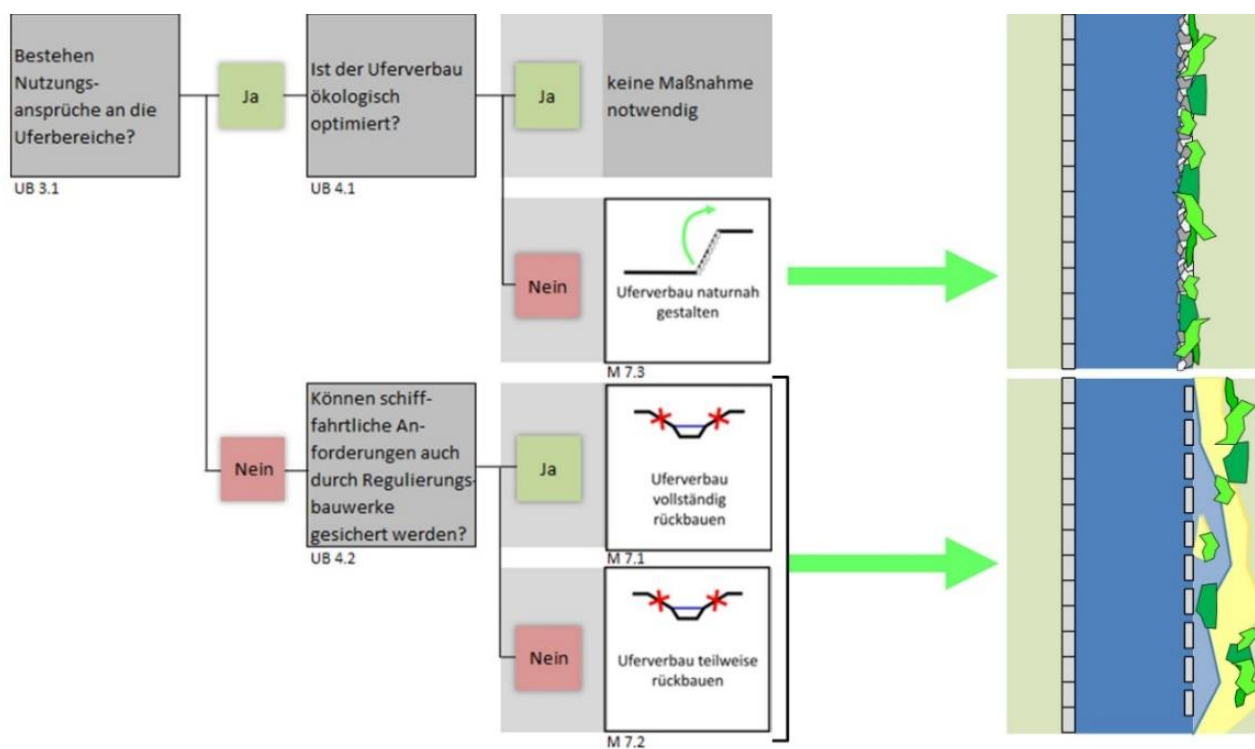 Bestehen
Nutzungs-
ansprüche an die
Uferbereiche?
UB 3.1
Ja
Ist der Uferverbau
ökologisch
optimiert?
UB 4.1
Ja
keine Maßnahme
notwendig
Nein
Uferverbau naturnah
gestalten
M 7.3
Nein
Können schiff-
fahrtliche An-
forderungen auch
durch Regulierungs-
bauwerke
gesichert werden?
UB 4.2
Ja
Uferverbau
vollständig
rückbauen
M 7.1
Nein
Uferverbau teilweise
rückbauen
M 7.2